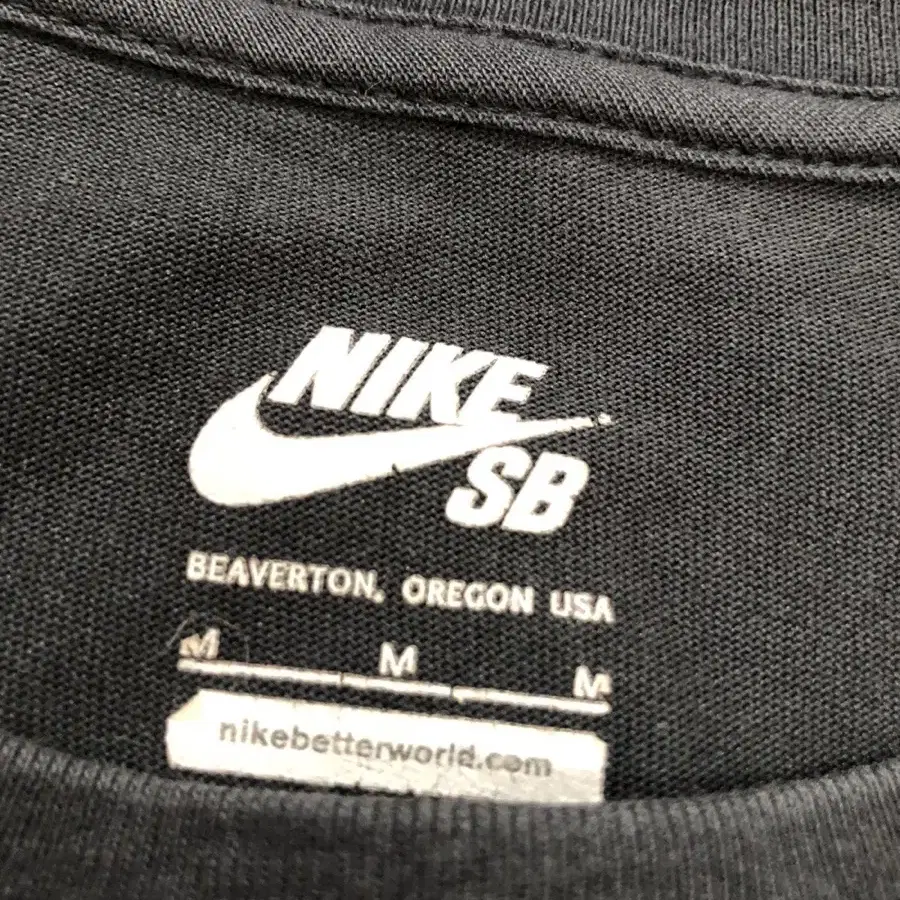 NIKE
SB
BEAVERTON, OREGON USA
M M M
nikebetterworld.com